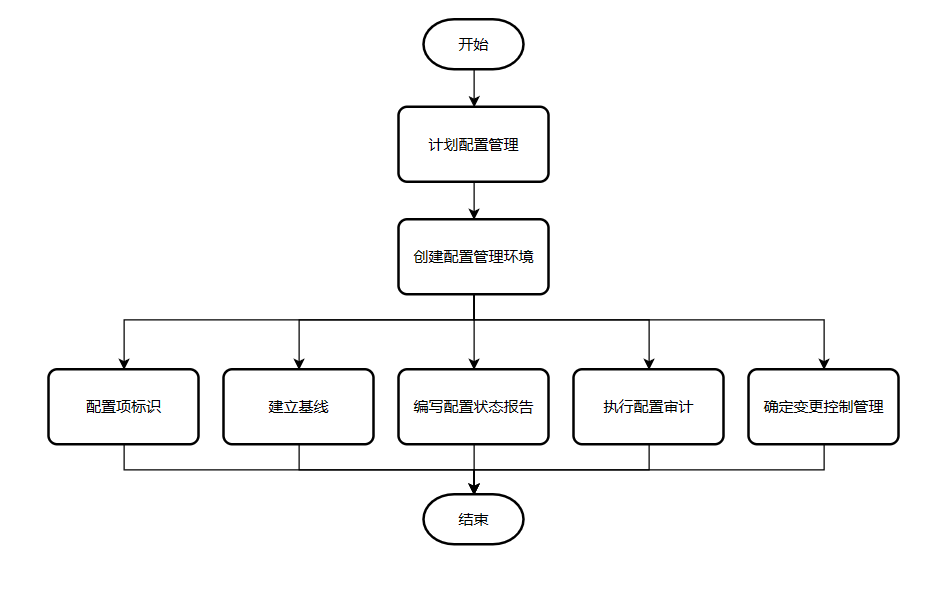 开始
计划配置管理
创建配置管理环境
配置项标识
建立基线
编写配置状态报告
执行配置审计
确定变更控制管理
结束